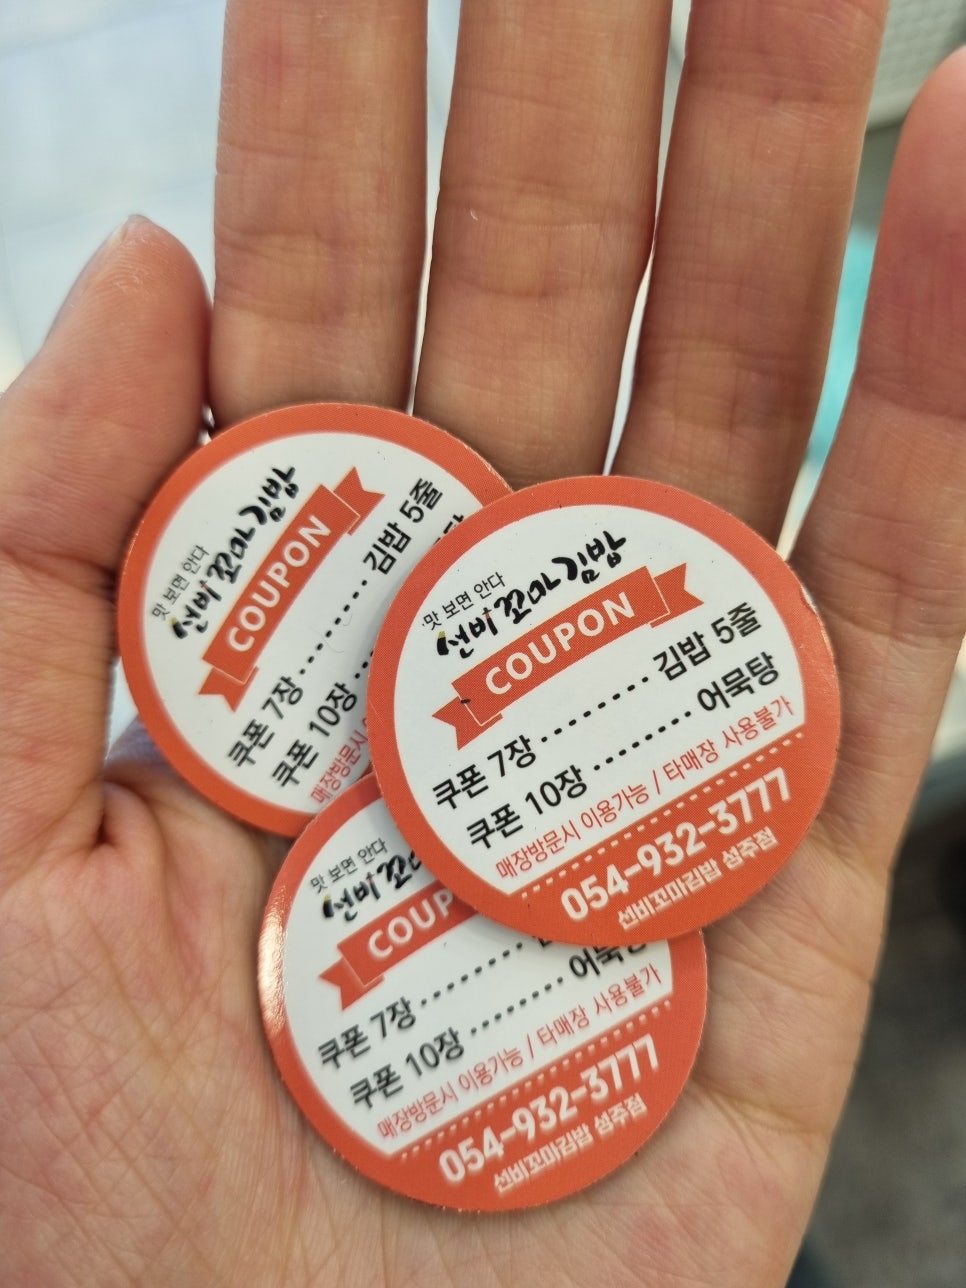 맛 보면 안다
선비꼬마김밥
COUPON
쿠폰 7장 ········ 김밥 5줄
쿠폰 10장
매장방문시
맛 보면 안다
선비꼬마김밥
COUPON
쿠폰 7장 ········ 김밥 5줄
쿠폰 10장 ······· 어묵탕
매장방문시 이용가능 / 타매장 사용불가
054-932-3777
선비꼬마김밥 성주점
맛 보면 안다
선비꼬
COUP
쿠폰 7장
쿠폰 10장 ······· 어묵탕
매장방문시 이용가능 / 타매장 사용불가
054-932-3777
선비꼬마김밥 성주점